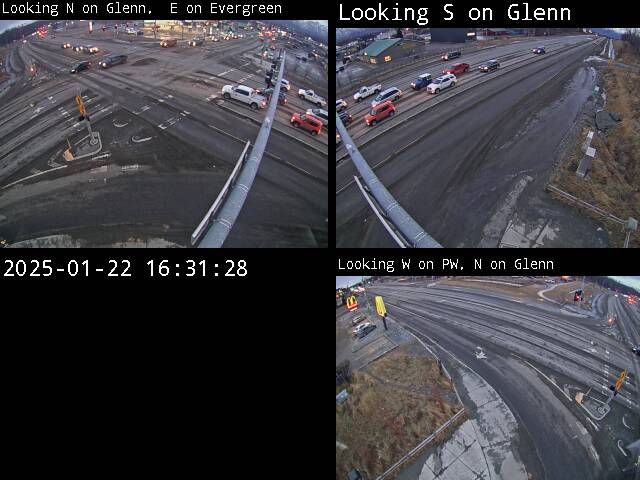 Looking N on Glenn,  E on Evergreen
Looking S on Glenn
2025-01-22 16:31:28
Looking W on PW, N on Glenn